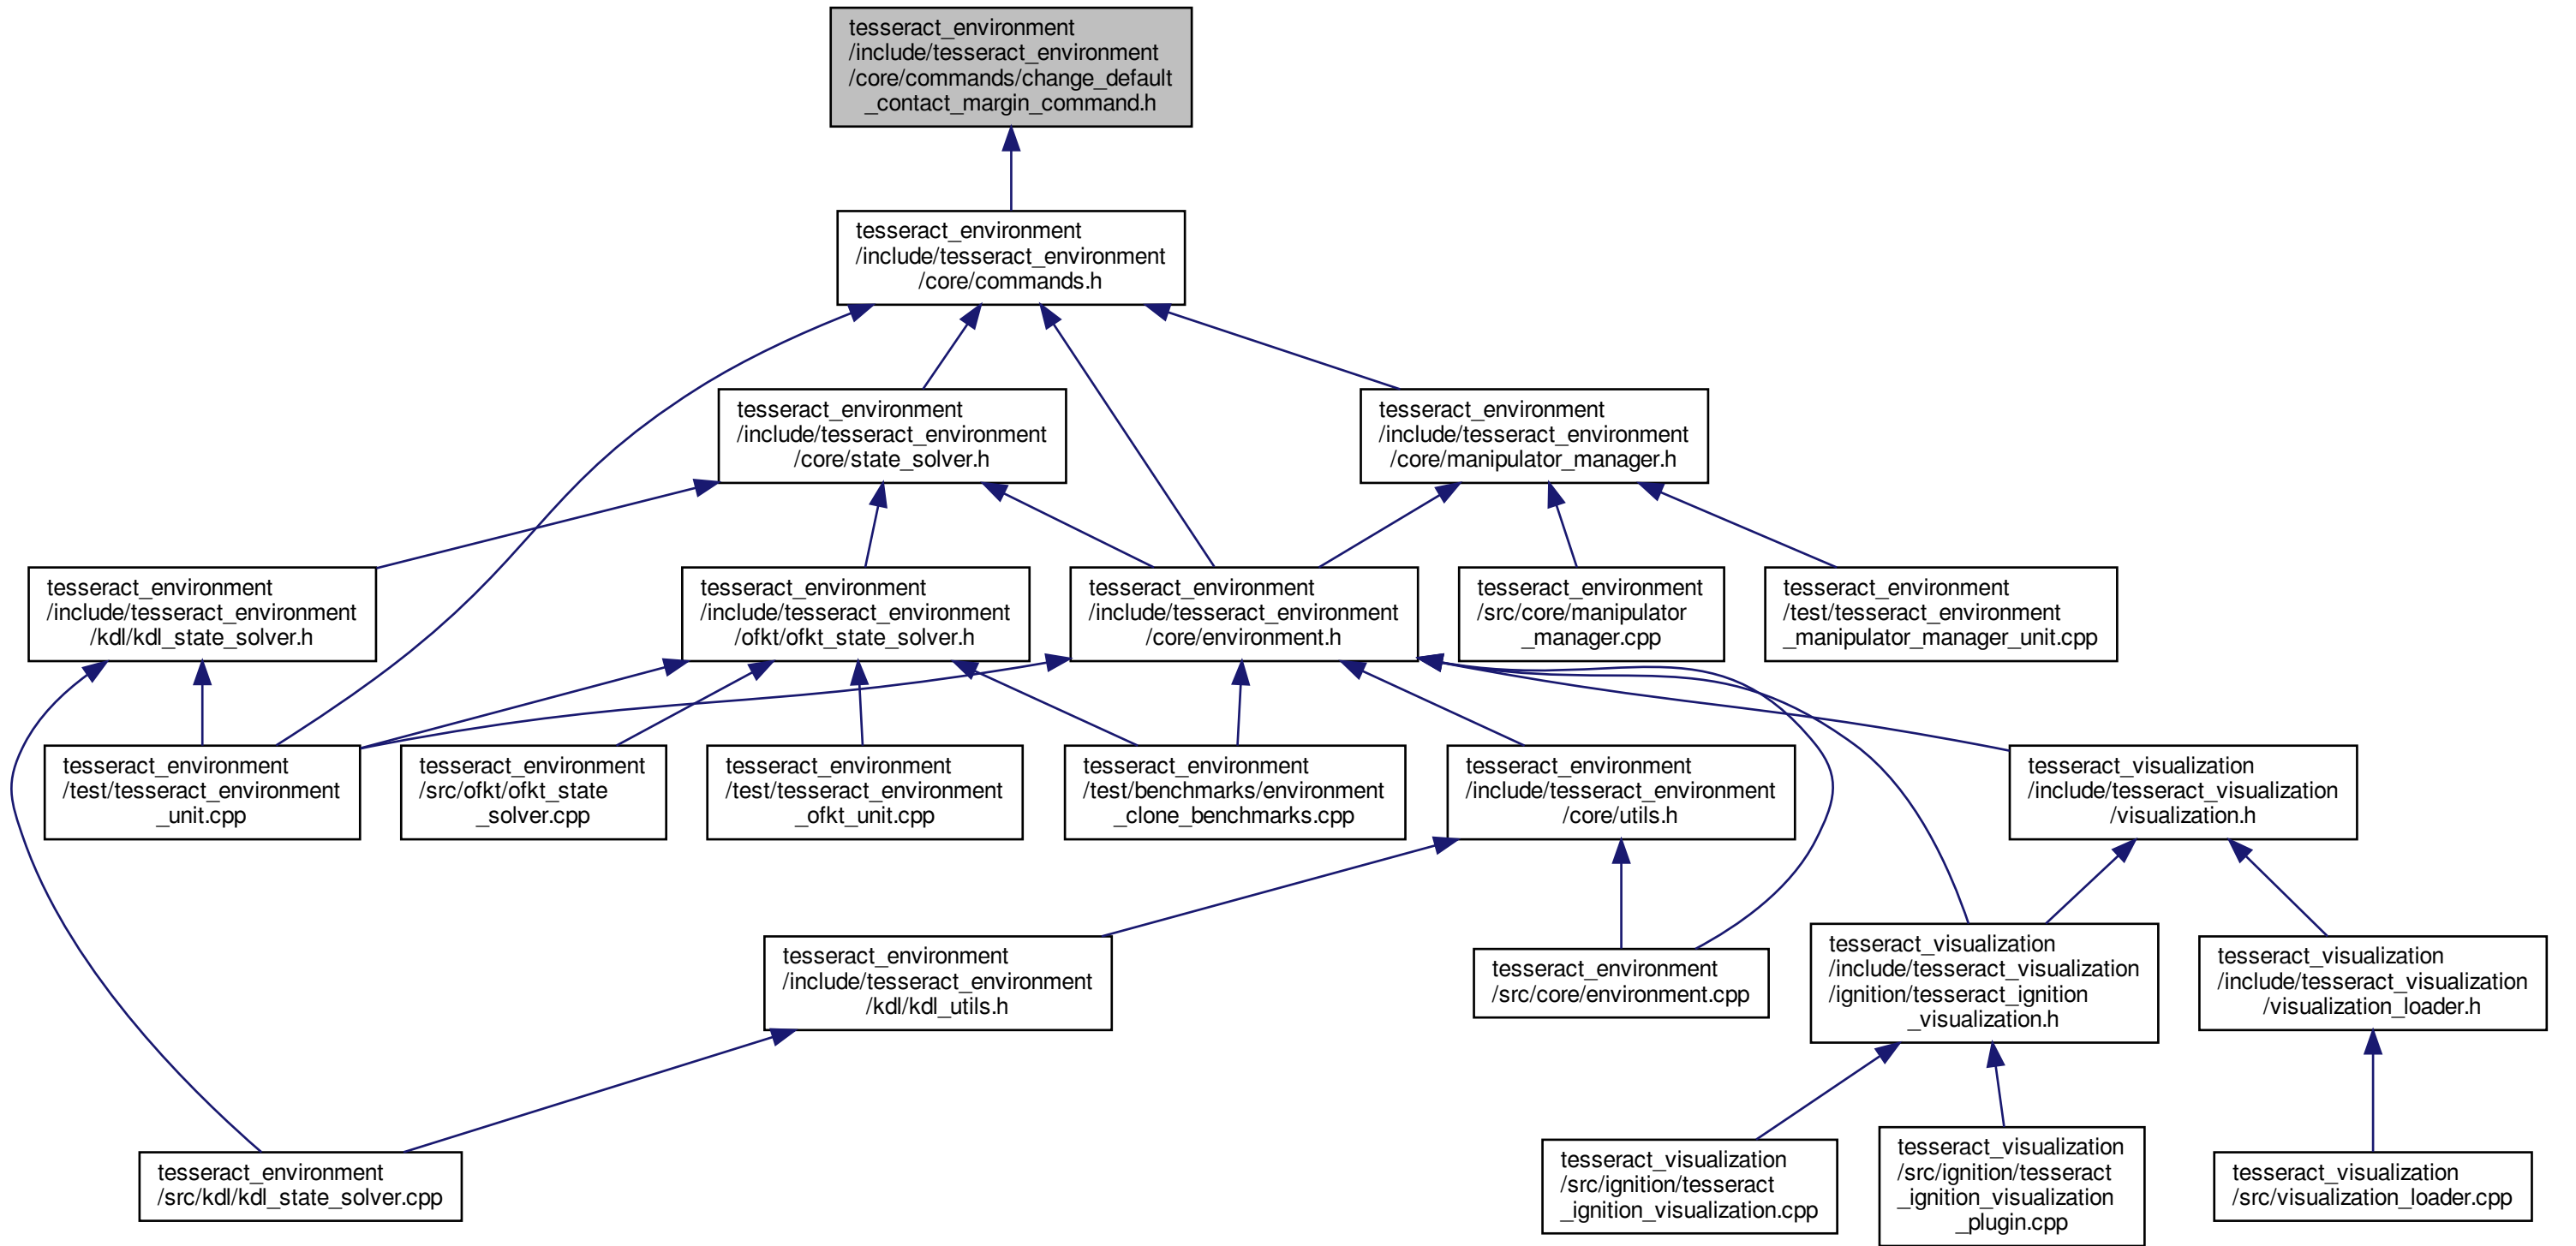 tesseract_environment
/include/tesseract_environment
/core/commands/change_default
_contact_margin_command.h
tesseract_environment
/include/tesseract_environment
/core/commands.h
tesseract_environment
/include/tesseract_environment
/core/state_solver.h
tesseract_environment
/include/tesseract_environment
/core/manipulator_manager.h
tesseract_environment
/include/tesseract_environment
/kdl/kdl_state_solver.h
tesseract_environment
/include/tesseract_environment
/ofkt/ofkt_state_solver.h
tesseract_environment
/include/tesseract_environment
/core/environment.h
tesseract_environment
/src/core/manipulator
_manager.cpp
tesseract_environment
/test/tesseract_environment
_manipulator_manager_unit.cpp
tesseract_environment
/test/tesseract_environment
_unit.cpp
tesseract_environment
/src/ofkt/ofkt_state
_solver.cpp
tesseract_environment
/test/tesseract_environment
_ofkt_unit.cpp
tesseract_environment
/test/benchmarks/environment
_clone_benchmarks.cpp
tesseract_environment
/include/tesseract_environment
/core/utils.h
tesseract_visualization
/include/tesseract_visualization
/visualization.h
tesseract_environment
/include/tesseract_environment
/kdl/kdl_utils.h
tesseract_environment
/src/core/environment.cpp
tesseract_visualization
/include/tesseract_visualization
/ignition/tesseract_ignition
_visualization.h
tesseract_visualization
/include/tesseract_visualization
/visualization_loader.h
tesseract_environment
/src/kdl/kdl_state_solver.cpp
tesseract_visualization
/src/ignition/tesseract
_ignition_visualization.cpp
tesseract_visualization
/src/ignition/tesseract
_ignition_visualization
_plugin.cpp
tesseract_visualization
/src/visualization_loader.cpp